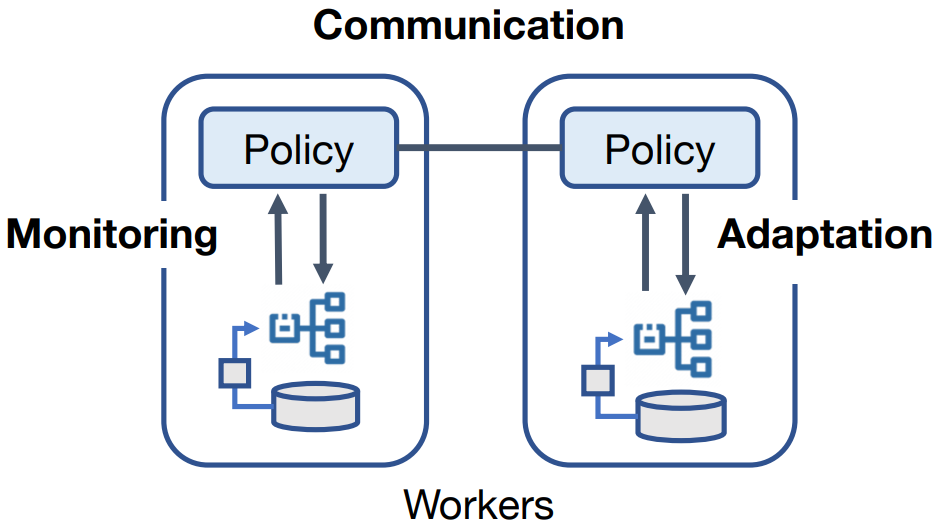 Communication
Policy
Policy
Monitoring
Adaptation
Workers